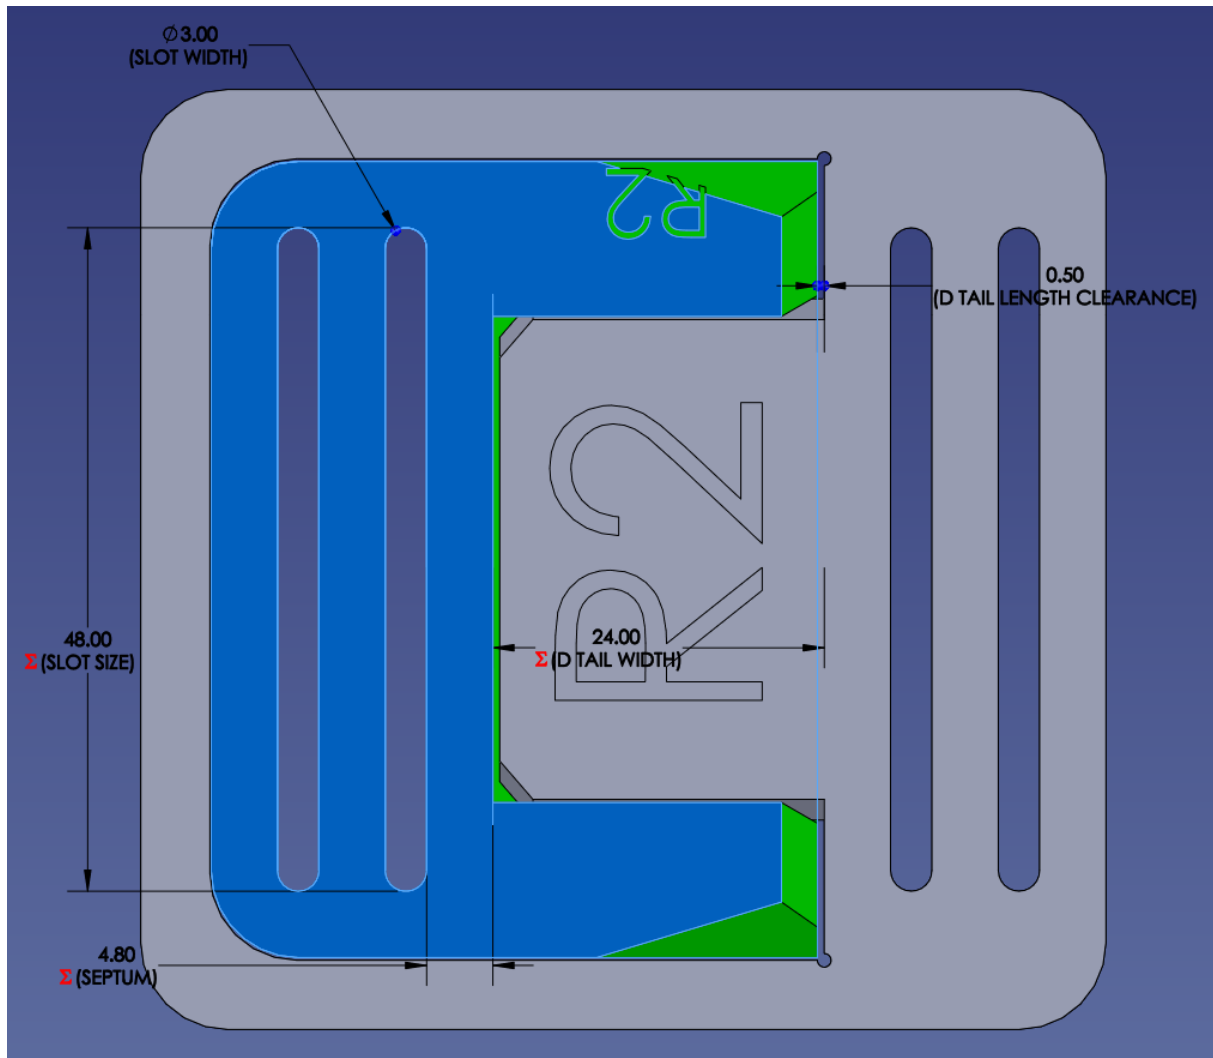 ∅3.00
(SLOT WIDTH)
R2
0.50
(D TAIL LENGTH CLEARANCE)
R2
48.00
Σ(SLOT SIZE)
24.00
Σ(D TAIL WIDTH)
4.80
Σ(SEPTUM)